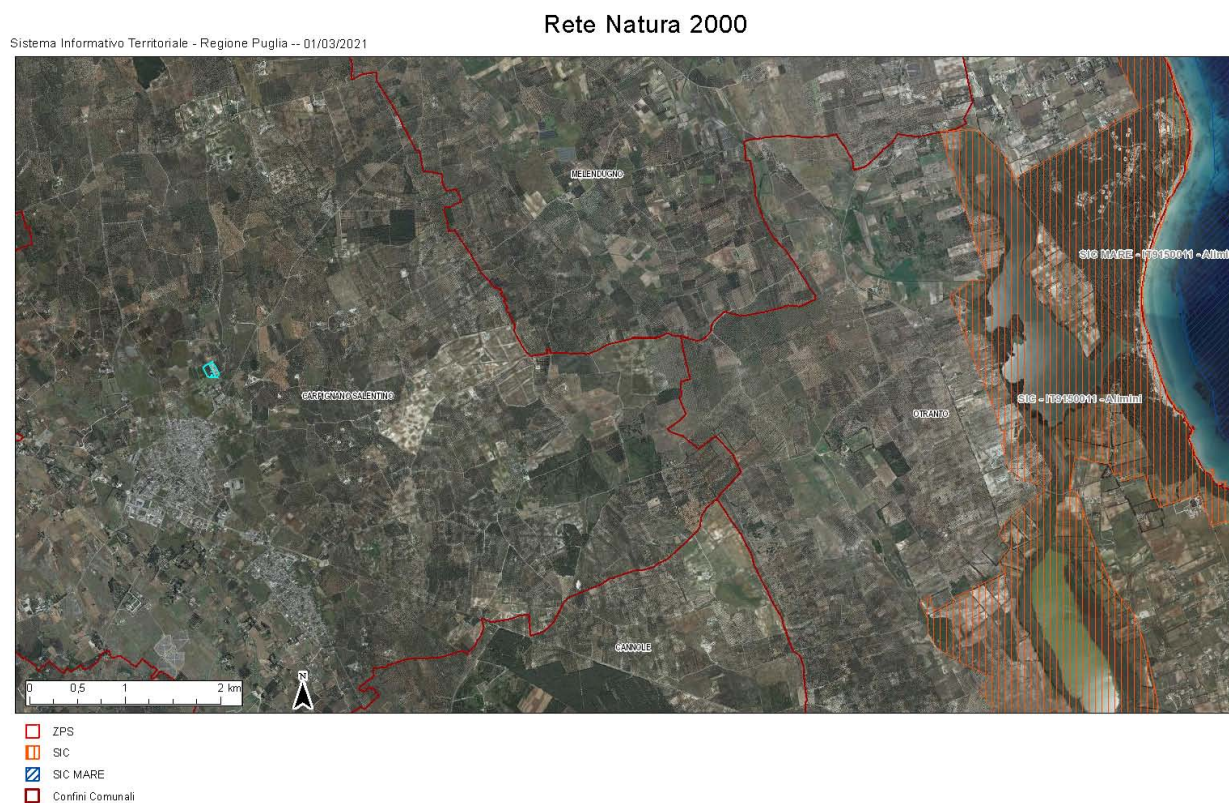 Rete Natura 2000
Sistema Informativo Territoriale - Regione Puglia -- 01/03/2021
MELENDUGNO
SIC MARE - IT9150011 - Alimi
CARPIGNANO SALENTINO
SIC - IT9150011 - Alimini
OTRANTO
CANNOLE
N
0 0,5 1 2 km
ZPS
SIC
SIC MARE
Confini Comunali